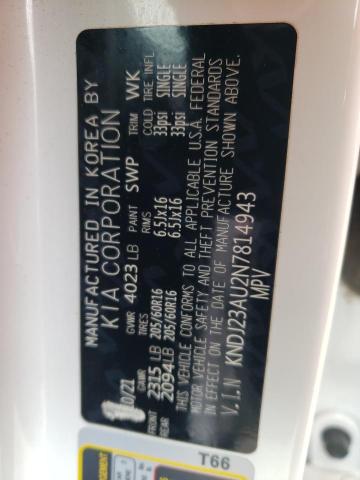 MANUFACTURED IN KOREA BY
KIA CORPORATION
10/21 GVWR 4023 LB PAINT SWP TRIM WK
GAWR TIRES RIMS COLD TIRE INFL
FRONT 2315 LB 205/60R16 6.5Jx16 33psi SINGLE
REAR 2094 LB 205/60R16 6.5Jx16 33psi SINGLE
THIS VEHICLE CONFORMS TO ALL APPLICABLE U.S.A. FEDERAL
MOTOR VEHICLE SAFETY AND THEFT PREVENTION STANDARDS
IN EFFECT ON THE DATE OF MANUFACTURE SHOWN ABOVE.
V.I.N KNDJ23AU2N7814943
MPV
T66